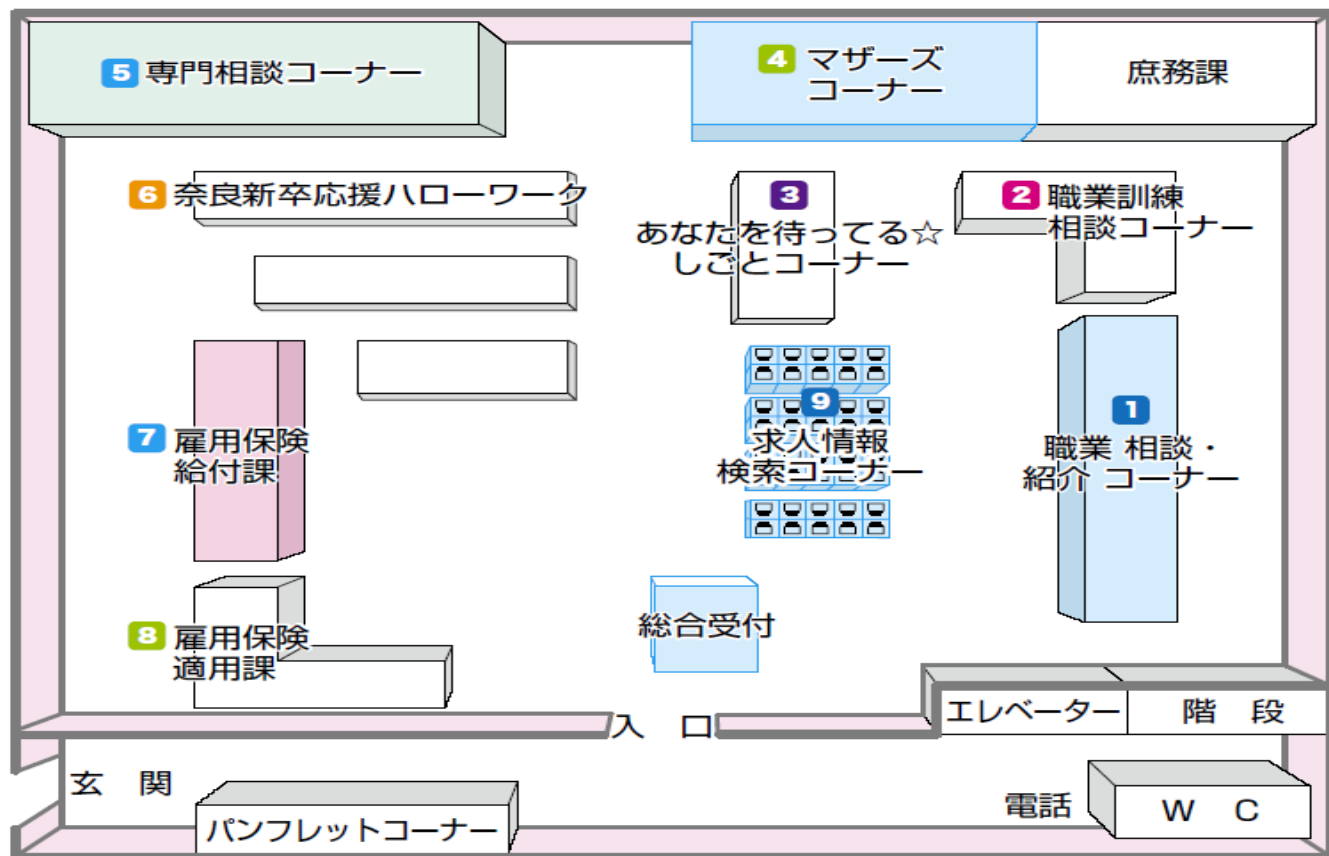 5 専門相談コーナー
4 マザーズ
コーナー
庶務課
6 奈良新卒応援ハローワーク
3
あなたを待ってる☆
しごとコーナー
2 職業訓練
相談コーナー
7 雇用保険
給付課
9
求人情報
検索コーナー
1
職業 相談・
紹介 コーナー
8 雇用保険
適用課
総合受付
エレベーター
階 段
入 口
玄 関
パンフレットコーナー
電話
W C